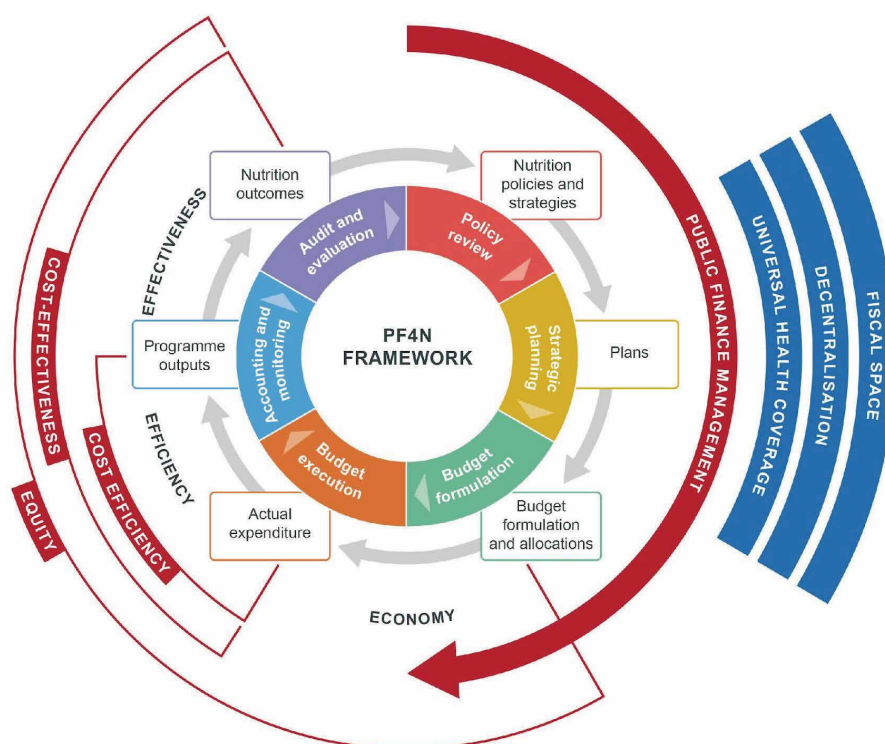 PF4N
FRAMEWORK
Policy
review
Strategic
planning
Budget
formulation
Budget
execution
Accounting and
monitoring
Audit and
evaluation
Nutrition
policies and
strategies
Plans
Budget
formulation
and allocations
Actual
expenditure
Programme
outputs
Nutrition
outcomes
ECONOMY
EFFICIENCY
EFFECTIVENESS
COST EFFICIENCY
COST-EFFECTIVENESS
EQUITY
PUBLIC FINANCE MANAGEMENT
UNIVERSAL HEALTH COVERAGE
DECENTRALISATION
FISCAL SPACE